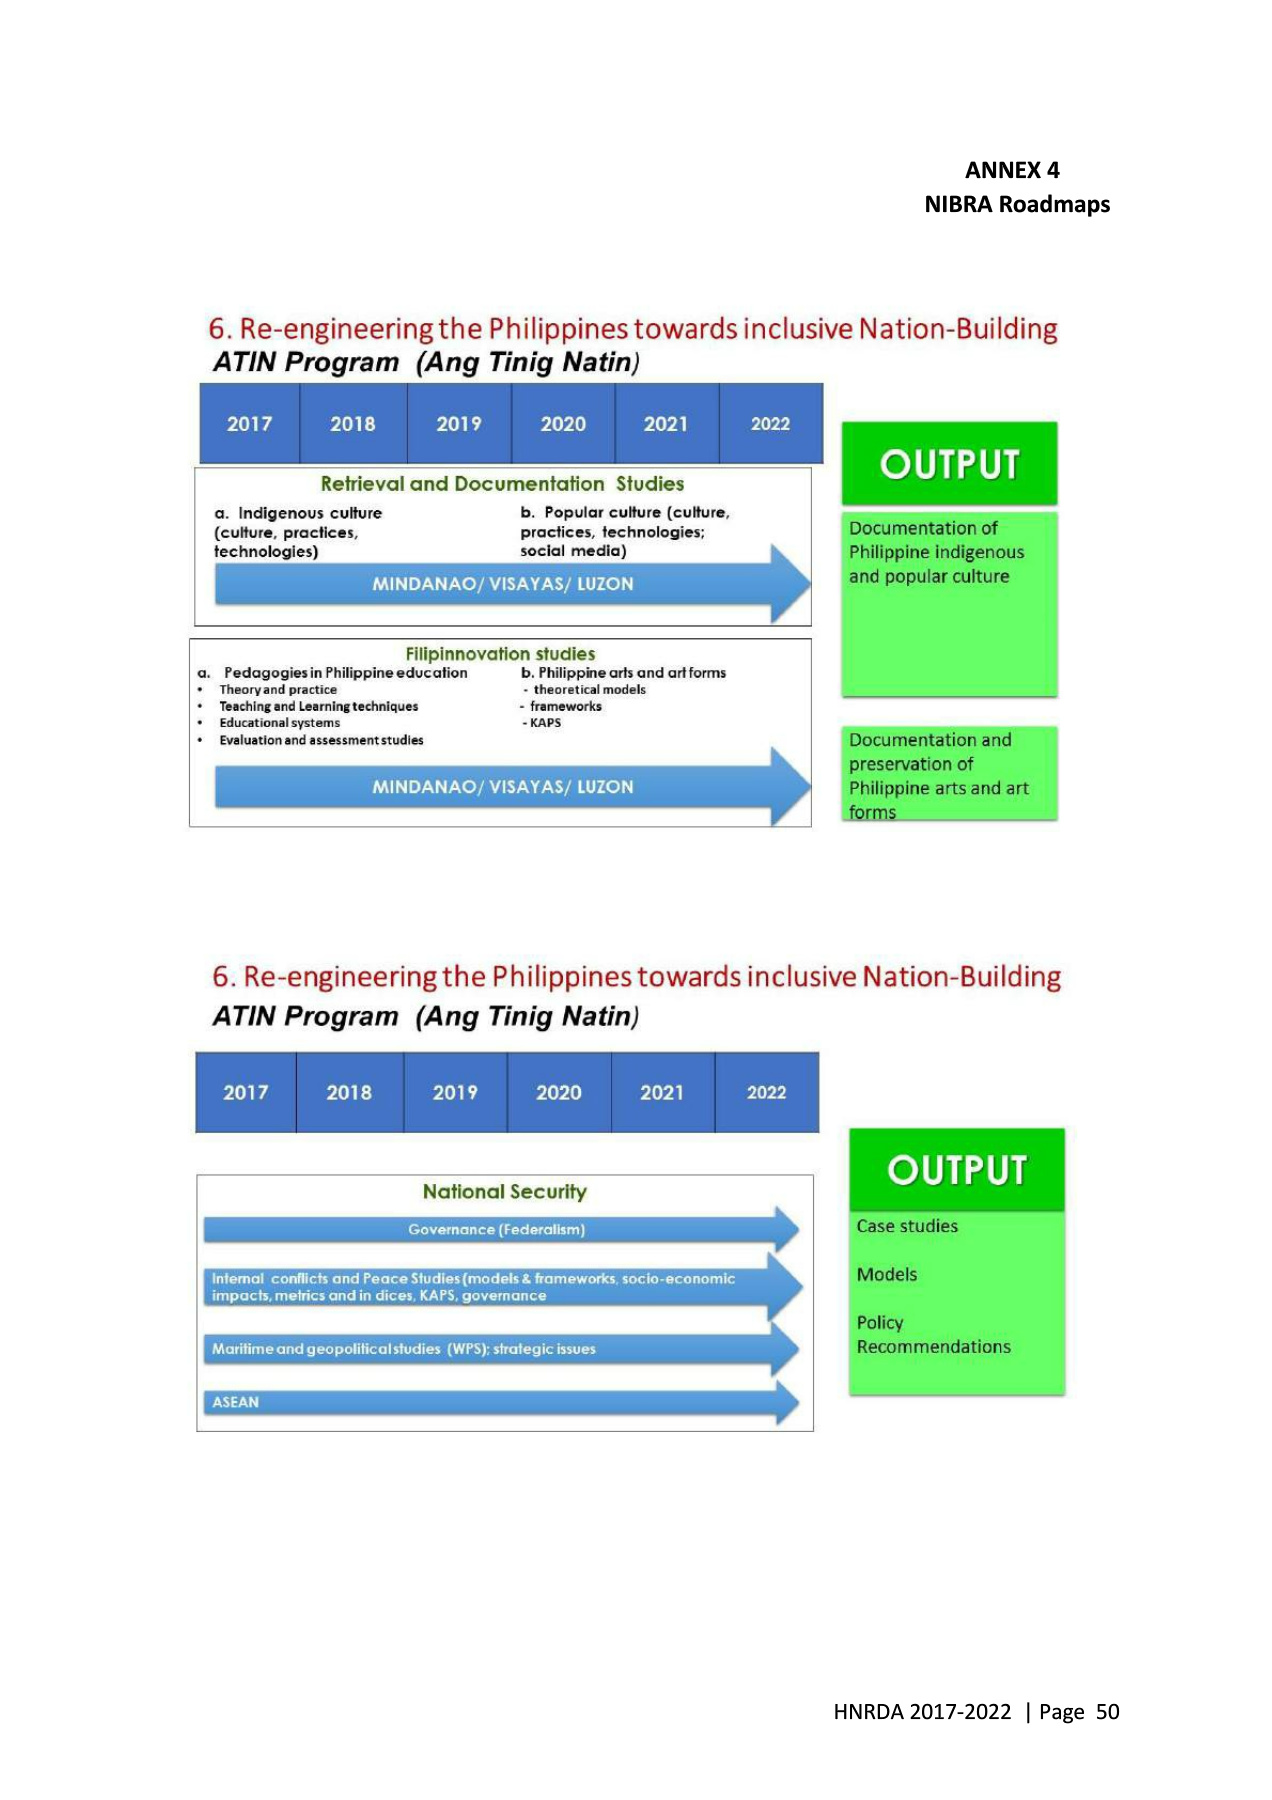 ANNEX 4
NIBRA Roadmaps
6. Re-engineering the Philippines towards inclusive Nation-Building
ATIN Program (Ang Tinig Natin)
2017 2018 2019 2020 2021 2022
OUTPUT
Retrieval and Documentation Studies
a. Indigenous culture
(culture, practices,
technologies)
b. Popular culture (culture,
practices, technologies;
social media)
MINDANAO/ VISAYAS/ LUZON
Documentation of
Philippine indigenous
and popular culture
Filipinnovation studies
a. Pedagogies in Philippine education
• Theory and practice
• Teaching and Learning techniques
• Educational systems
• Evaluation and assessment studies
b. Philippine arts and art forms
- theoretical models
- frameworks
- KAPS
MINDANAO/ VISAYAS/ LUZON
Documentation and
preservation of
Philippine arts and art
forms
6. Re-engineering the Philippines towards inclusive Nation-Building
ATIN Program (Ang Tinig Natin)
2017 2018 2019 2020 2021 2022
OUTPUT
National Security
Governance (Federalism)
Internal conflicts and Peace Studies (models & frameworks, socio-economic
impacts, metrics and in dices, KAPS, governance
Maritime and geopolitical studies (WPS); strategic issues
ASEAN
Case studies
Models
Policy
Recommendations
HNRDA 2017-2022 | Page 50